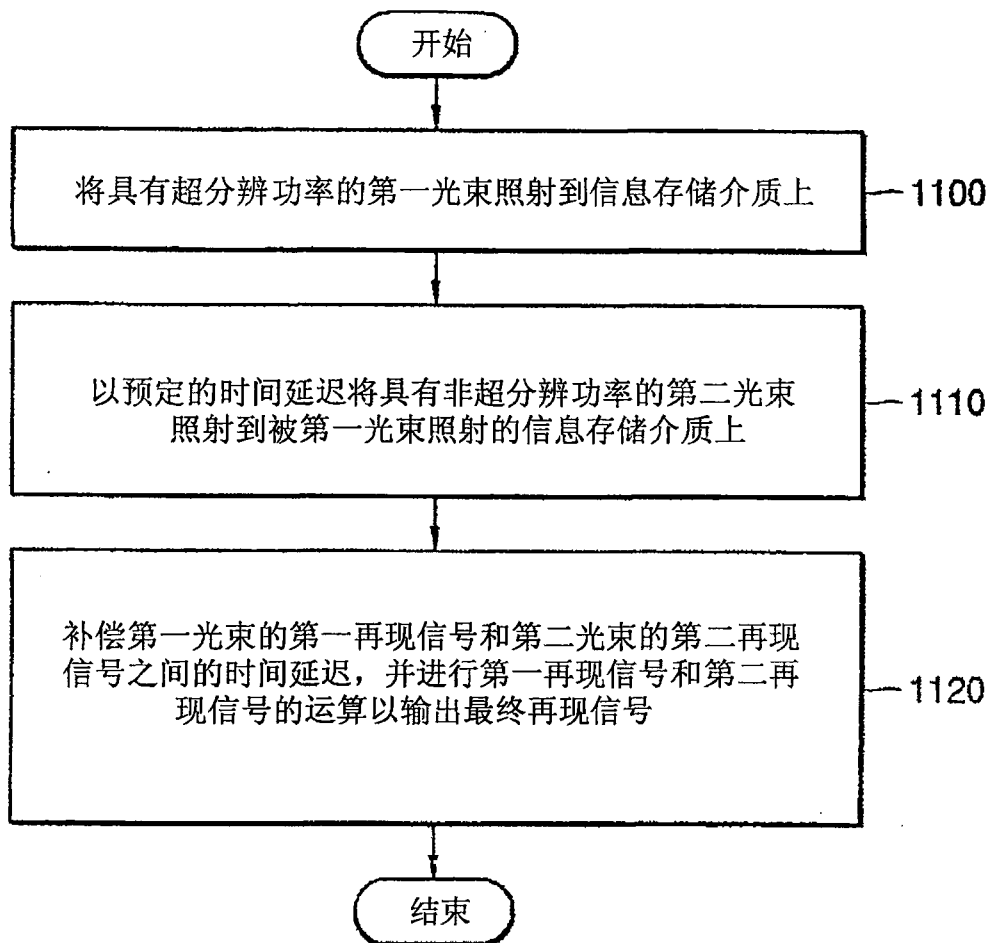 开始
将具有超分辨功率的第一光束照射到信息存储介质上
1100
以预定的时间延迟将具有非超分辨功率的第二光束
照射到被第一光束照射的信息存储介质上
1110
补偿第一光束的第一再现信号和第二光束的第二再现
信号之间的时间延迟，并进行第一再现信号和第二再
现信号的运算以输出最终再现信号
1120
结束